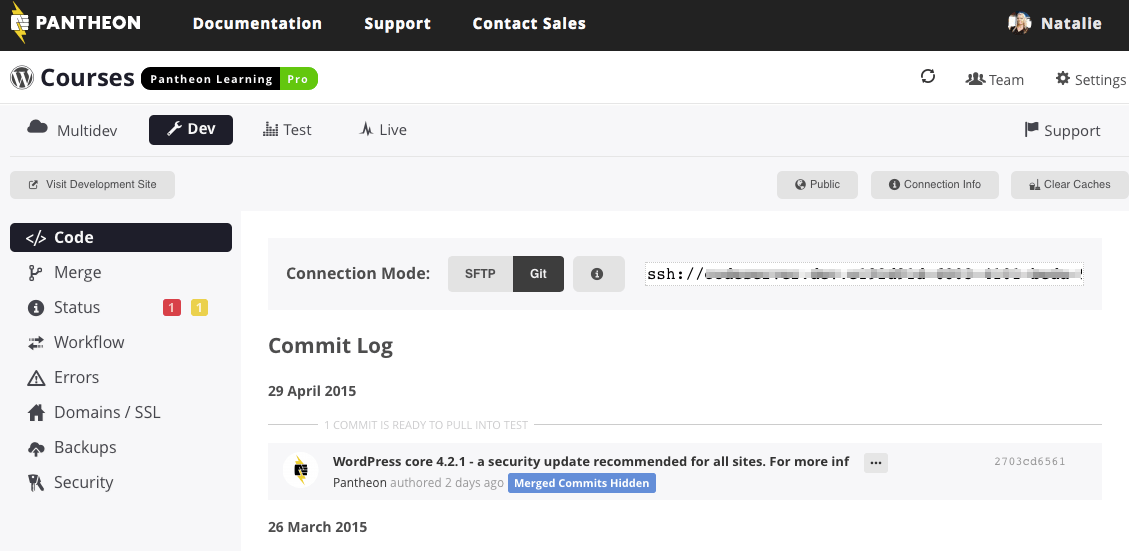 PANTHEON Documentation Support Contact Sales Natalie
Courses Pantheon Learning Pro Team Settings
Multidev Dev Test Live Support
Visit Development Site Public Connection Info Clear Caches
</> Code
Merge
Status 1 1
Workflow
Errors
Domains / SSL
Backups
Security
Connection Mode: SFTP Git ssh://
Commit Log
29 April 2015
1 COMMIT IS READY TO PULL INTO TEST
WordPress core 4.2.1 - a security update recommended for all sites. For more inf ... 2703cd6561
Pantheon authored 2 days ago Merged Commits Hidden
26 March 2015